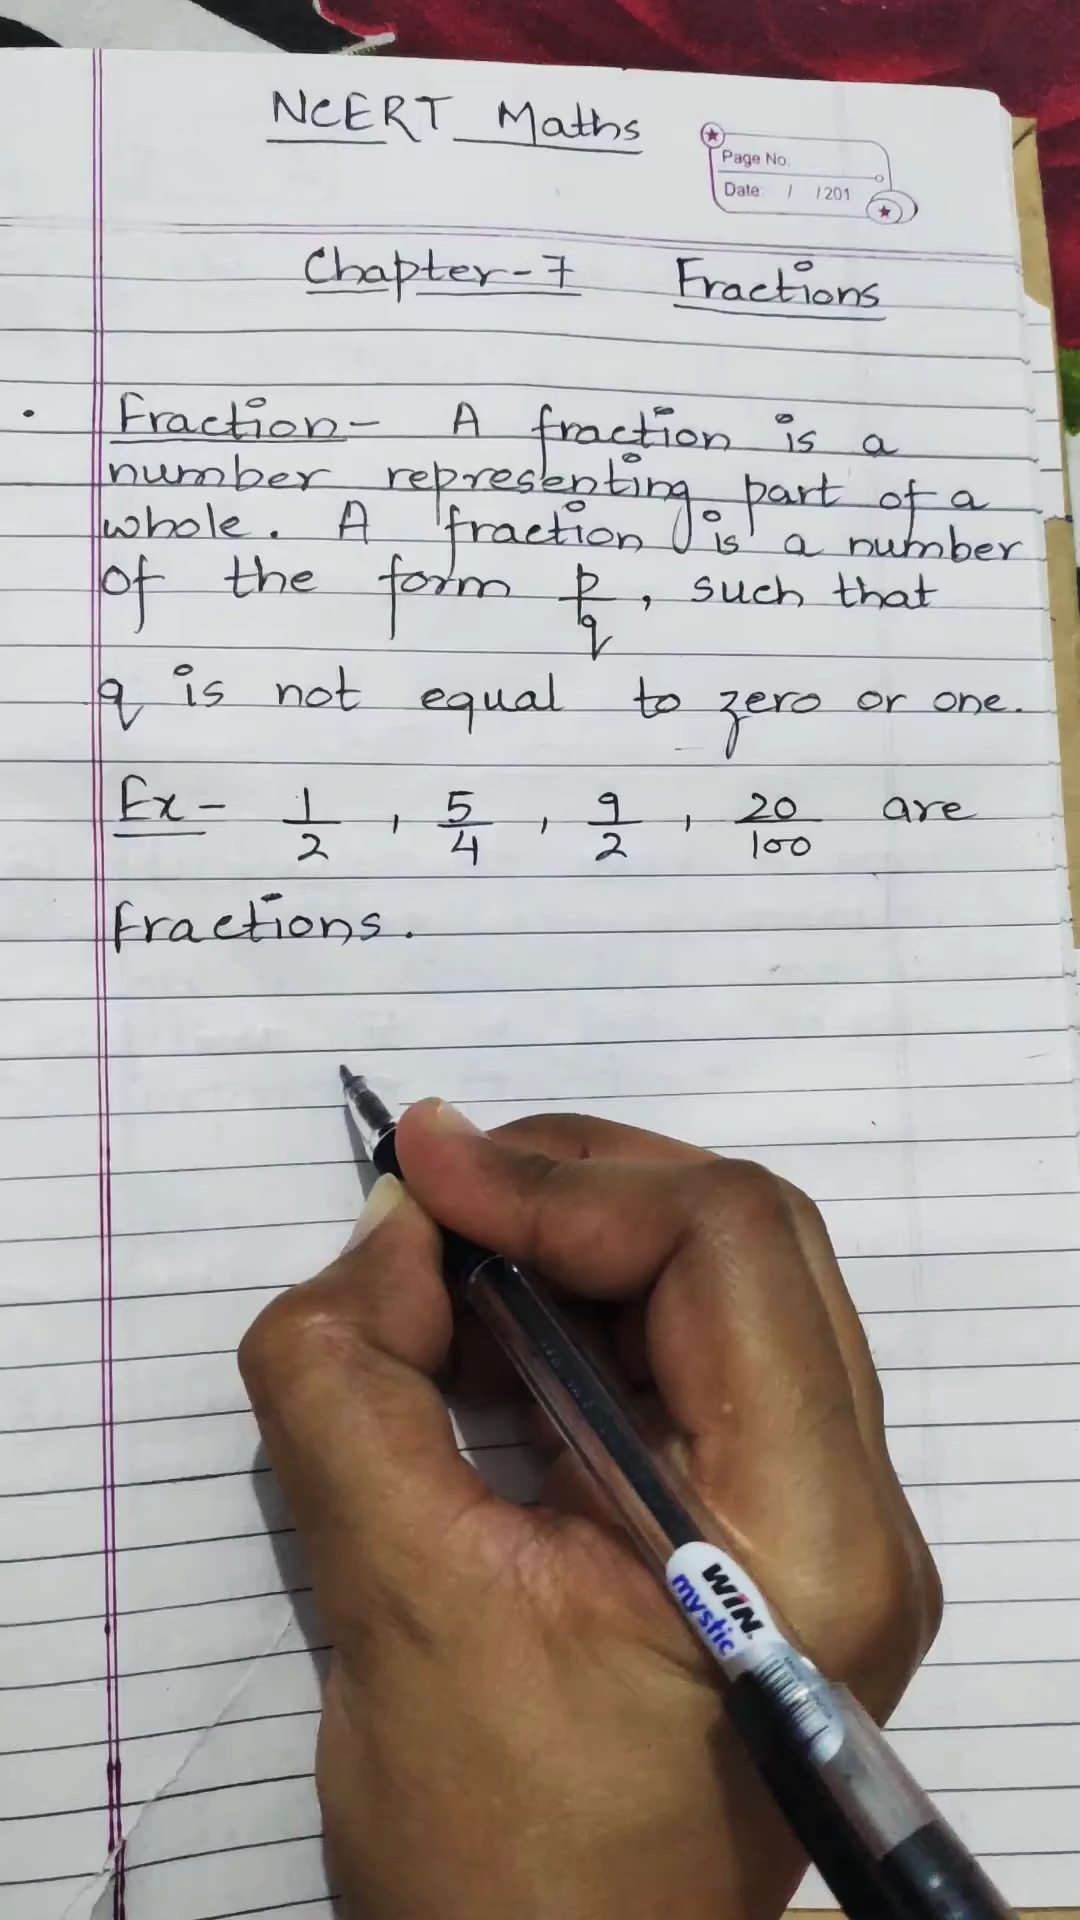 NCERT Maths
Page No.
Date: / /201
Chapter-7 Fractions
Fraction- A fraction is a
number representing part of a
whole. A fraction is a number
of the form p/q, such that
q is not equal to zero or one.
Ex- 1/2, 5/4, 9/2, 20/100 are
fractions.
WIN
mystic